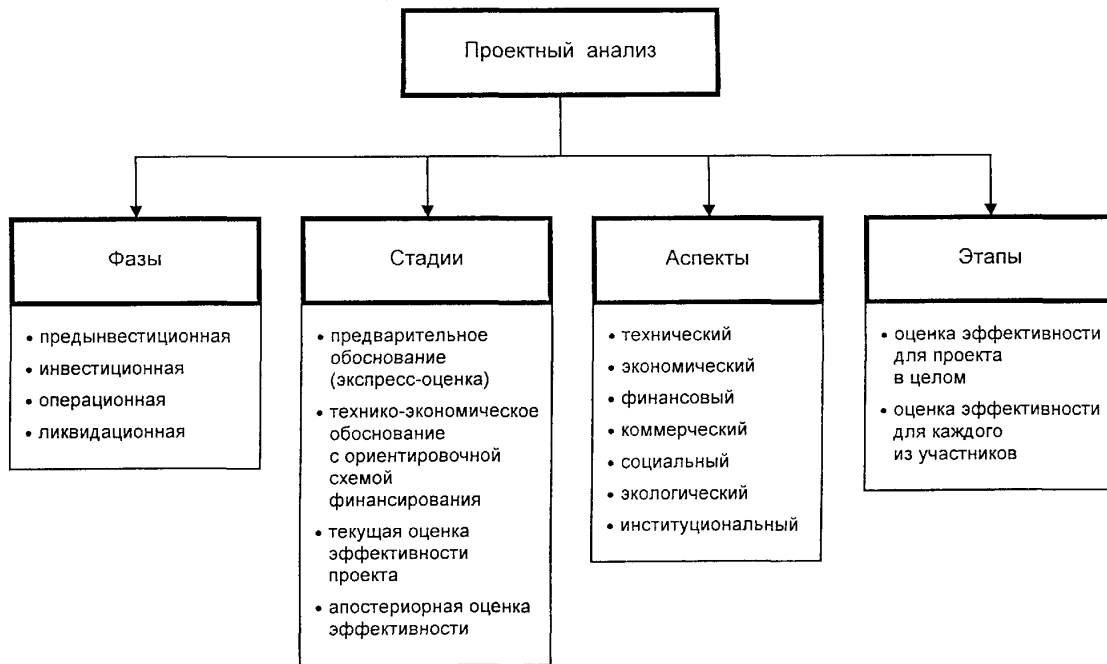 Проектный анализ
Фазы
• предынвестиционная
• инвестиционная
• операционная
• ликвидационная
Стадии
• предварительное
обоснование
(экспресс-оценка)
• технико-экономическое
обоснование
с ориентировочной
схемой
финансирования
• текущая оценка
эффективности
проекта
• апостериорная оценка
эффективности
Аспекты
• технический
• экономический
• финансовый
• коммерческий
• социальный
• экологический
• институциональный
Этапы
• оценка эффективности
для проекта
в целом
• оценка эффективности
для каждого
из участников